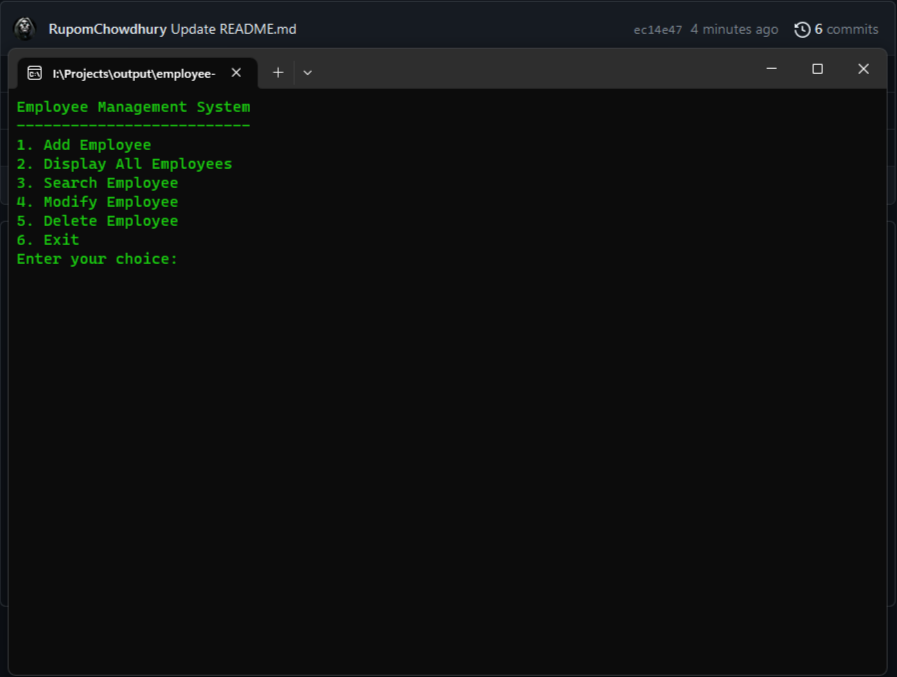 RupomChowdhury Update README.md ec14e47 4 minutes ago 6 commits
I:\Projects\output\employee-
Employee Management System
--------------------------
1. Add Employee
2. Display All Employees
3. Search Employee
4. Modify Employee
5. Delete Employee
6. Exit
Enter your choice: